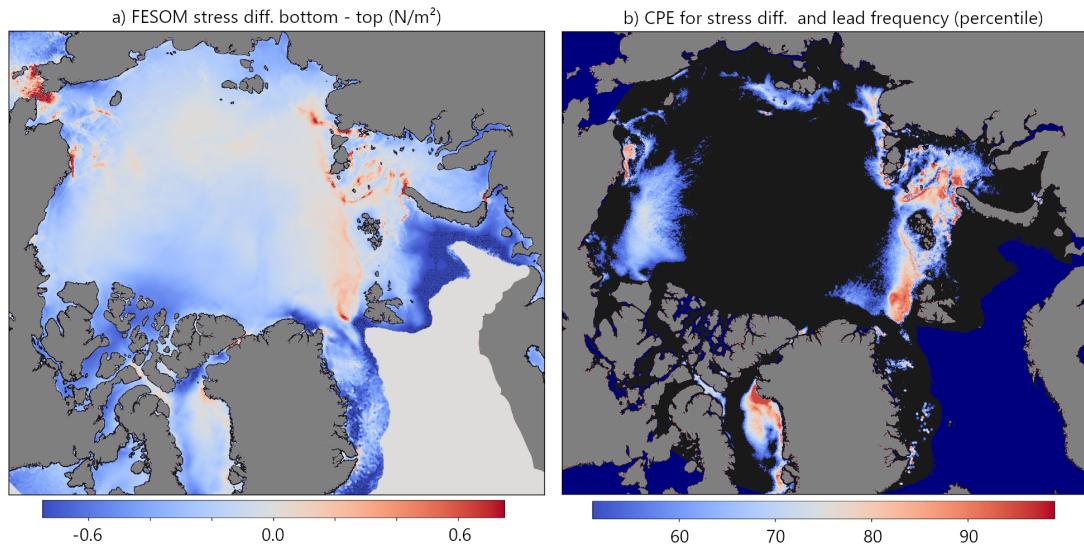 a) FESOM stress diff. bottom - top (N/m²)
b) CPE for stress diff.  and lead frequency (percentile)
-0.6 0.0 0.6
60 70 80 90